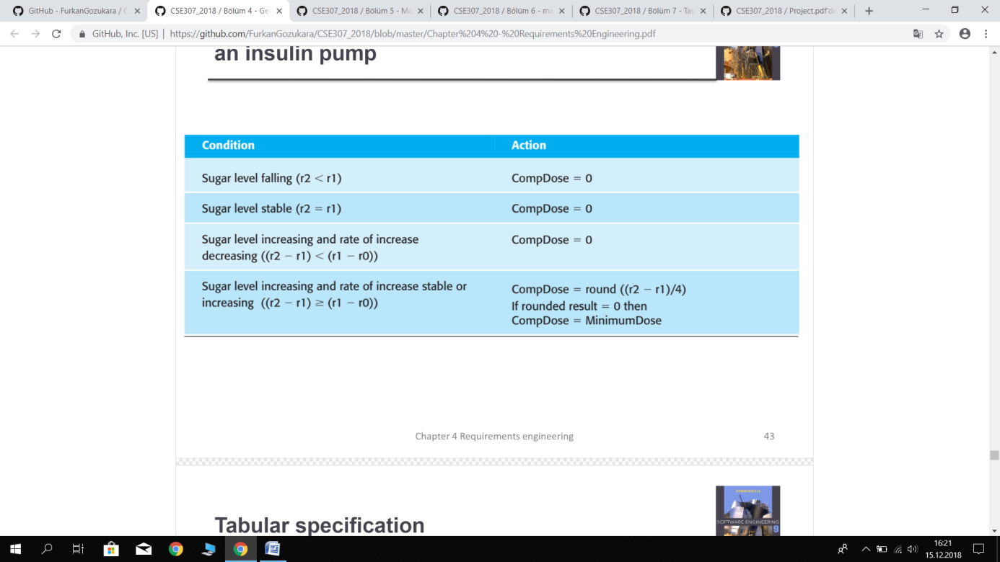 GitHub - FurkanGozukara / C
CSE307_2018 / Bölüm 4 - Ge
CSE307_2018 / Bölüm 5 - Ma
CSE307_2018 / Bölüm 6 - ma
CSE307_2018 / Bölüm 7 - Tas
CSE307_2018 / Project.pdf'de
GitHub, Inc. [US] | https://github.com/FurkanGozukara/CSE307_2018/blob/master/Chapter%204%20-%20Requirements%20Engineering.pdf
an insulin pump
Condition Action
Sugar level falling (r2 < r1) CompDose = 0
Sugar level stable (r2 = r1) CompDose = 0
Sugar level increasing and rate of increase CompDose = 0
decreasing ((r2 − r1) < (r1 − r0))
Sugar level increasing and rate of increase stable or
increasing ((r2 − r1) ≥ (r1 − r0))
CompDose = round ((r2 − r1)/4)
If rounded result = 0 then
CompDose = MinimumDose
Chapter 4 Requirements engineering 43
SOMMERVILLE
SOFTWARE ENGINEERING
9
Tabular specification
16:21
15.12.2018